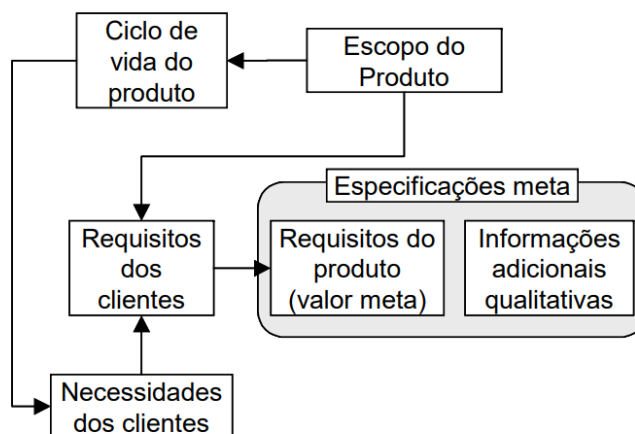 Ciclo de
vida do
produto
Escopo do
Produto
Especificações meta
Requisitos
dos
clientes
Requisitos do
produto
(valor meta)
Informações
adicionais
qualitativas
Necessidades
dos clientes